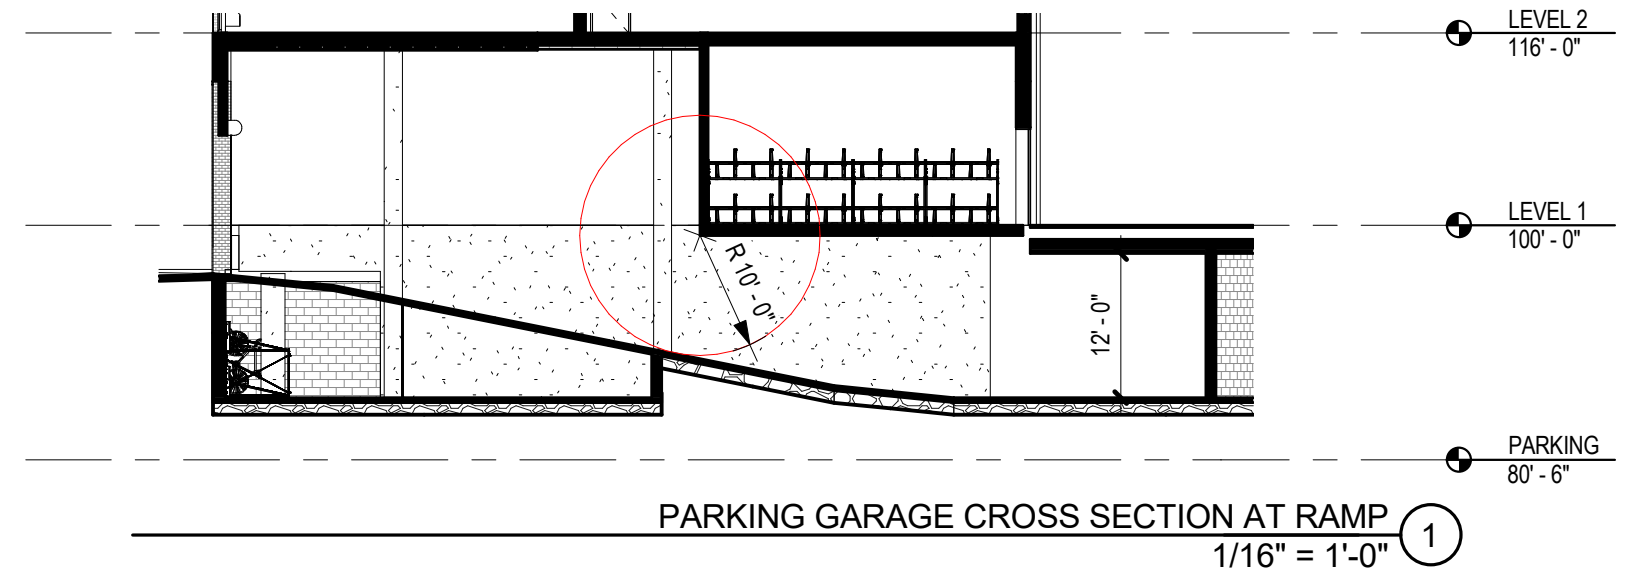 LEVEL 2
116' - 0"
LEVEL 1
100' - 0"
R 10' - 0"
12' - 0"
PARKING
80' - 6"
PARKING GARAGE CROSS SECTION AT RAMP
1
1/16" = 1'-0"